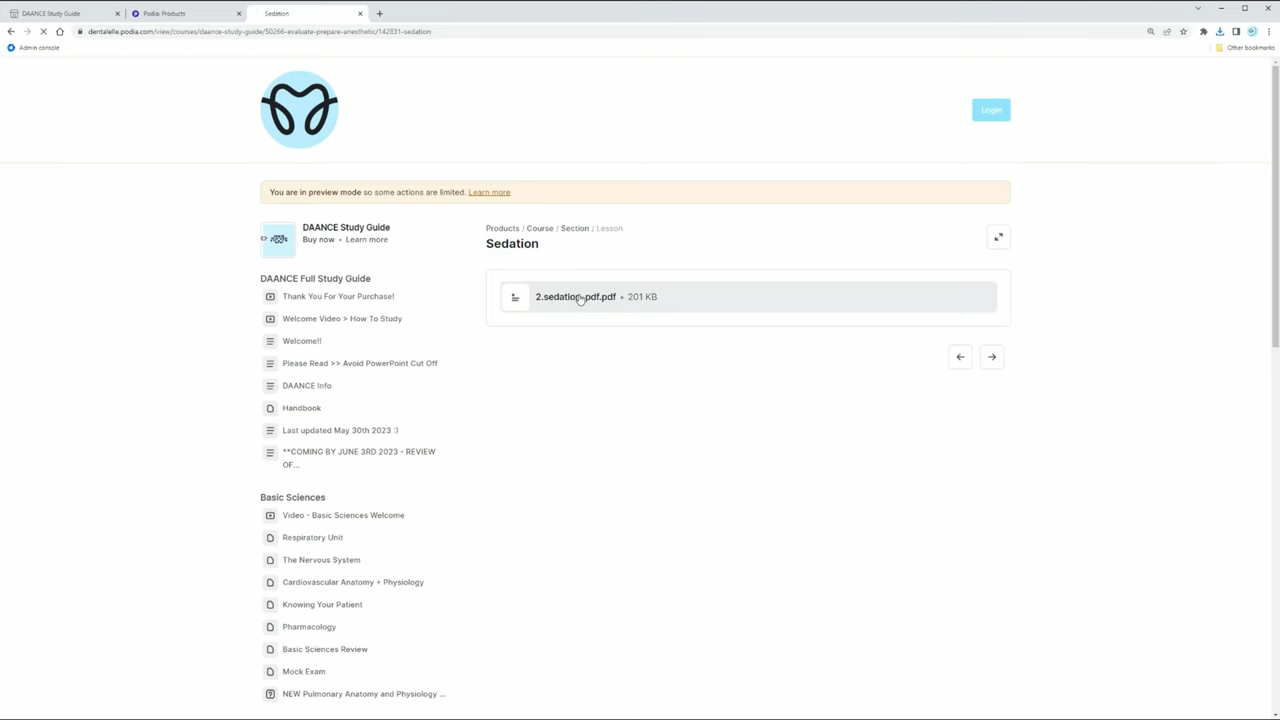 DAANCE Study Guide
Podia: Products
Sedation
dentalelle.podia.com/view/courses/daance-study-guide/50266-evaluate-prepare-anesthetic/142831-sedation
Admin console
Other bookmarks
Login
You are in preview mode so some actions are limited. Learn more
DAANCE Study Guide
Buy now • Learn more
Products / Course / Section / Lesson
Sedation
2.sedation-pdf.pdf • 201 KB
DAANCE Full Study Guide
Thank You For Your Purchase!
Welcome Video > How To Study
Welcome!!
Please Read >> Avoid PowerPoint Cut Off
DAANCE Info
Handbook
Last updated May 30th 2023 :)
**COMING BY JUNE 3RD 2023 - REVIEW
OF...
Basic Sciences
Video - Basic Sciences Welcome
Respiratory Unit
The Nervous System
Cardiovascular Anatomy + Physiology
Knowing Your Patient
Pharmacology
Basic Sciences Review
Mock Exam
NEW Pulmonary Anatomy and Physiology ...